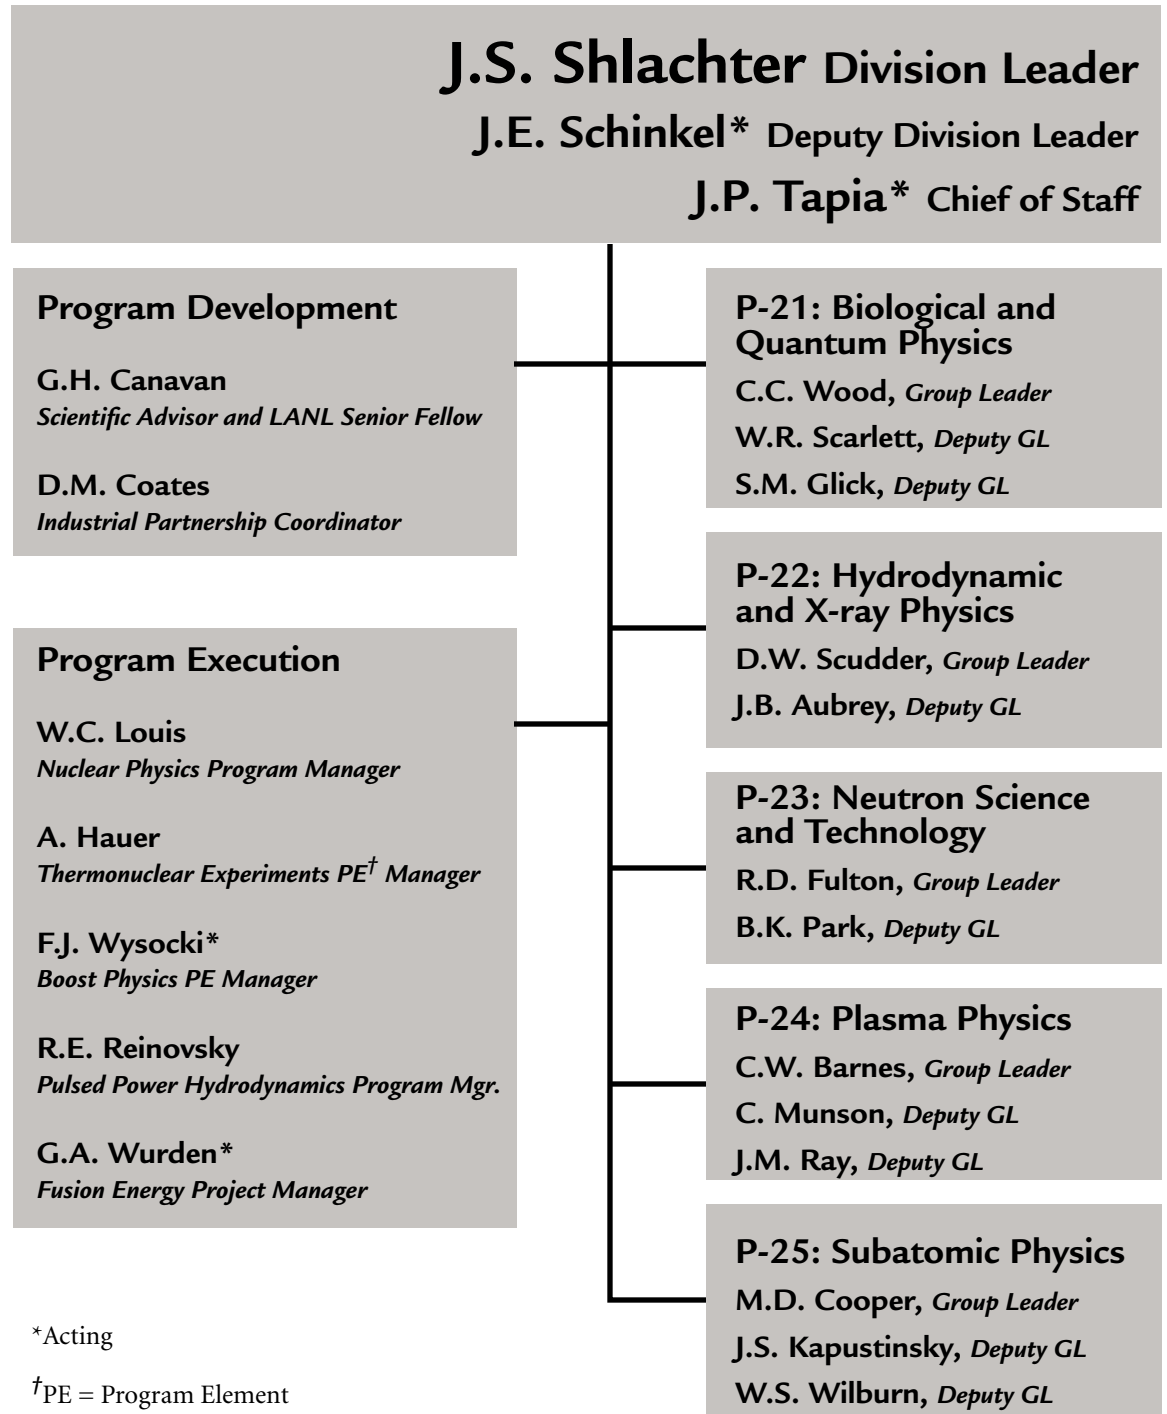 J.S. Shlachter Division Leader
J.E. Schinkel* Deputy Division Leader
J.P. Tapia* Chief of Staff
Program Development
G.H. Canavan
Scientific Advisor and LANL Senior Fellow
D.M. Coates
Industrial Partnership Coordinator
Program Execution
W.C. Louis
Nuclear Physics Program Manager
A. Hauer
Thermonuclear Experiments PE† Manager
F.J. Wysocki*
Boost Physics PE Manager
R.E. Reinovsky
Pulsed Power Hydrodynamics Program Mgr.
G.A. Wurden*
Fusion Energy Project Manager
*Acting
†PE = Program Element
P-21: Biological and
Quantum Physics
C.C. Wood, Group Leader
W.R. Scarlett, Deputy GL
S.M. Glick, Deputy GL
P-22: Hydrodynamic
and X-ray Physics
D.W. Scudder, Group Leader
J.B. Aubrey, Deputy GL
P-23: Neutron Science
and Technology
R.D. Fulton, Group Leader
B.K. Park, Deputy GL
P-24: Plasma Physics
C.W. Barnes, Group Leader
C. Munson, Deputy GL
J.M. Ray, Deputy GL
P-25: Subatomic Physics
M.D. Cooper, Group Leader
J.S. Kapustinsky, Deputy GL
W.S. Wilburn, Deputy GL